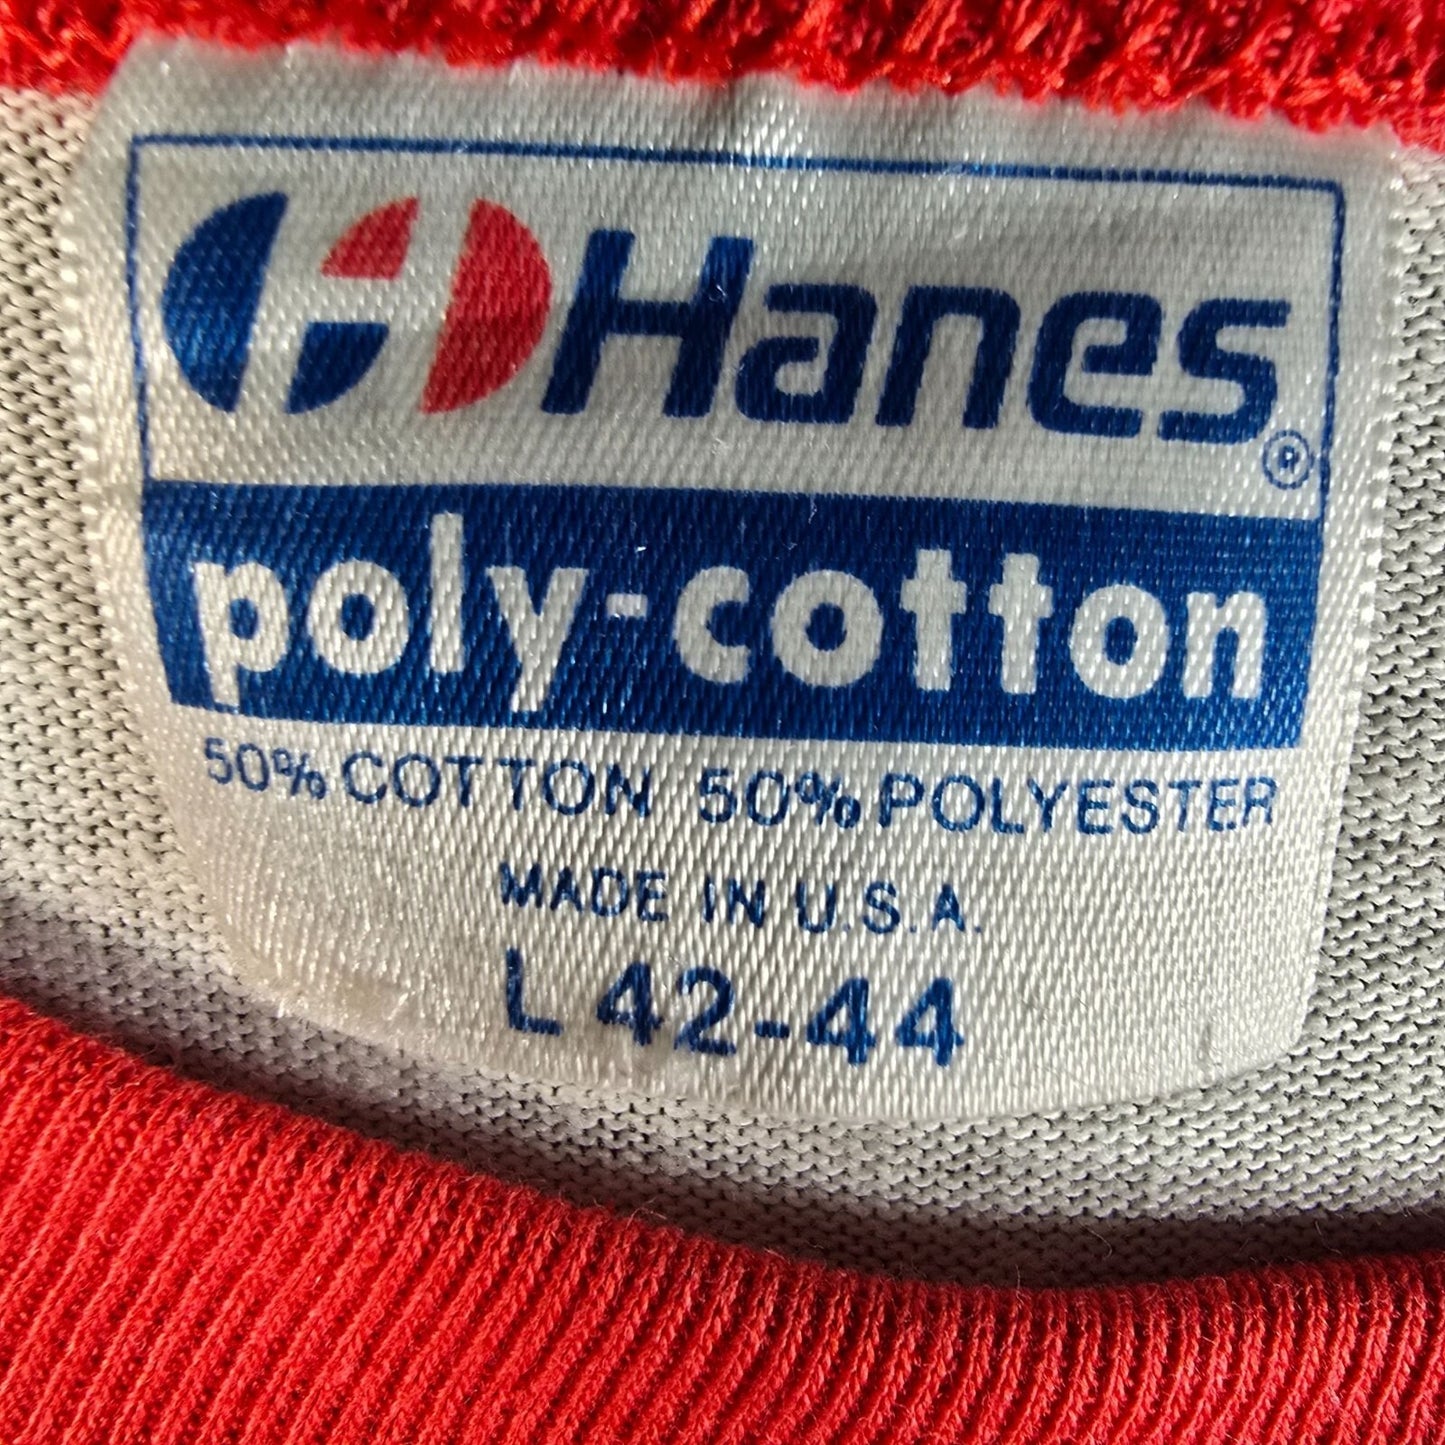 Hanes®
poly-cotton
50% COTTON 50% POLYESTER
MADE IN U.S.A.
L 42-44